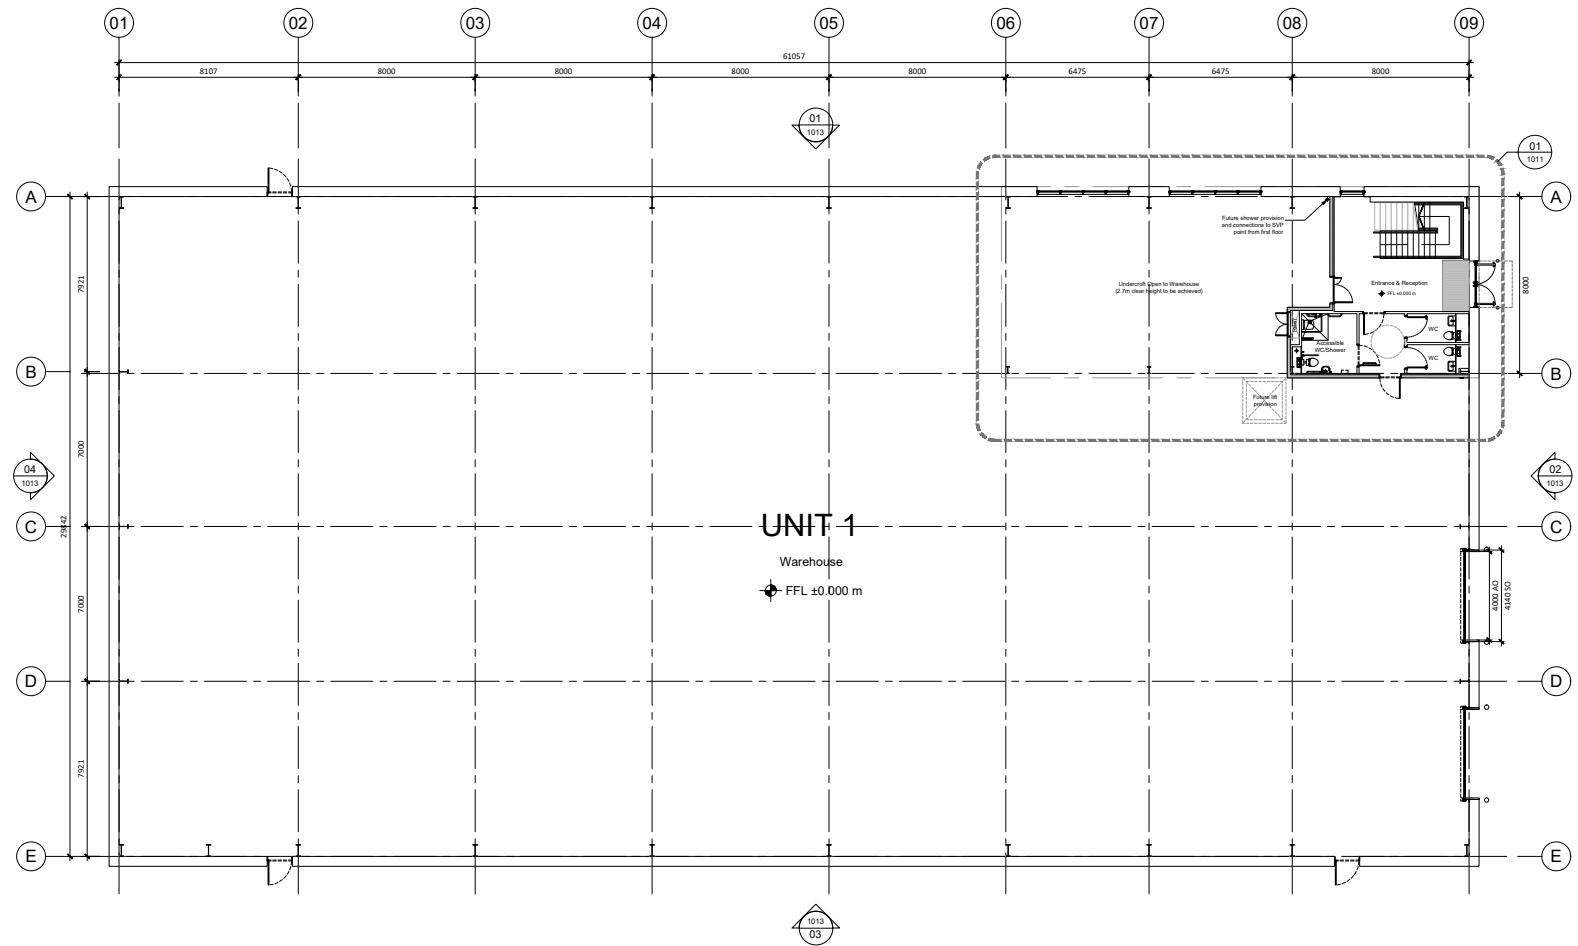 01 02 03 04 05 06 07 08 09
61057
8107 8000 8000 8000 8000 6475 6475 8000
01
1013
01
1011
A A
Future shower provision
and connections to SVP
point from first floor
7921
Undercroft Open to Warehouse
(2.7m clear height to be achieved)
Entrance & Reception
FFL ±0.000 m
8000
WC
Accessible
WC/Shower
WC
B B
Future lift
provision
7000
04
1013
02
1013
C C
29842
UNIT 1
Warehouse
FFL ±0.000 m
7000
4000 AO
4140 SO
D D
7921
E E
1013
03